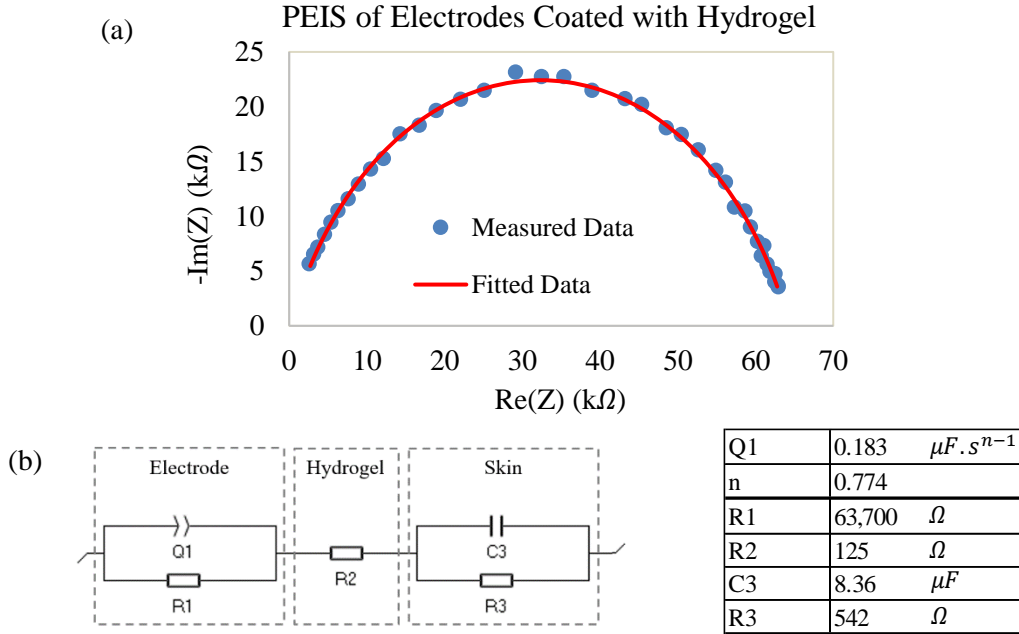 PEIS of Electrodes Coated with Hydrogel
(a)
25
20
15
10
5
0
-Im(Z) (kΩ)
Measured Data
Fitted Data
0 10 20 30 40 50 60 70
Re(Z) (kΩ)
(b)
Electrode Hydrogel Skin
Q1 R2 C3
R1 R3
Q1 0.183 μF.s^{n-1}
n 0.774
R1 63,700 Ω
R2 125 Ω
C3 8.36 μF
R3 542 Ω